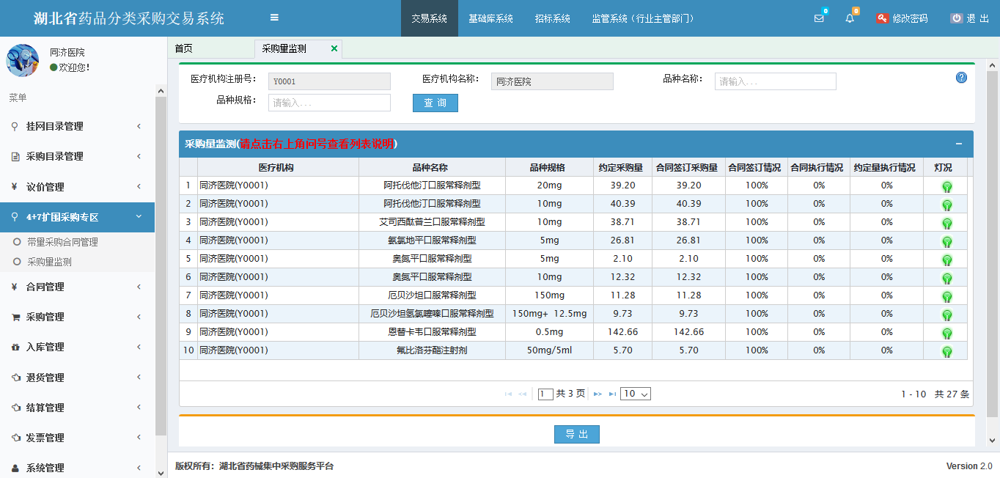 湖北省药品分类采购交易系统
交易系统 基础库系统 招标系统 监管系统（行业主管部门）
0 0 修改密码 退 出
同济医院
欢迎您!
菜单
挂网目录管理
采购目录管理
¥ 议价管理
4+7扩围采购专区
带量采购合同管理
采购量监测
¥ 合同管理
采购管理
入库管理
退货管理
结算管理
发票管理
系统管理
首页 采购量监测 ×
医疗机构注册号： Y0001 医疗机构名称： 同济医院 品种名称： 请输入...
品种规格： 请输入... 查 询
采购量监测(请点击右上角问号查看列表说明)
医疗机构 品种名称 品种规格 约定采购量 合同签订采购量 合同签订情况 合同执行情况 约定量执行情况 灯况
1 同济医院(Y0001) 阿托伐他汀口服常释剂型 20mg 39.20 39.20 100% 0% 0%
2 同济医院(Y0001) 阿托伐他汀口服常释剂型 10mg 40.39 40.39 100% 0% 0%
3 同济医院(Y0001) 艾司西酞普兰口服常释剂型 10mg 38.71 38.71 100% 0% 0%
4 同济医院(Y0001) 氨氯地平口服常释剂型 5mg 26.81 26.81 100% 0% 0%
5 同济医院(Y0001) 奥氮平口服常释剂型 5mg 2.10 2.10 100% 0% 0%
6 同济医院(Y0001) 奥氮平口服常释剂型 10mg 12.32 12.32 100% 0% 0%
7 同济医院(Y0001) 厄贝沙坦口服常释剂型 150mg 11.28 11.28 100% 0% 0%
8 同济医院(Y0001) 厄贝沙坦氢氯噻嗪口服常释剂型 150mg+ 12.5mg 9.73 9.73 100% 0% 0%
9 同济医院(Y0001) 恩替卡韦口服常释剂型 0.5mg 142.66 142.66 100% 0% 0%
10 同济医院(Y0001) 氟比洛芬酯注射剂 50mg/5ml 5.70 5.70 100% 0% 0%
1 共 3 页 10 1 - 10 共 27 条
导 出
版权所有：湖北省药械集中采购服务平台 Version 2.0